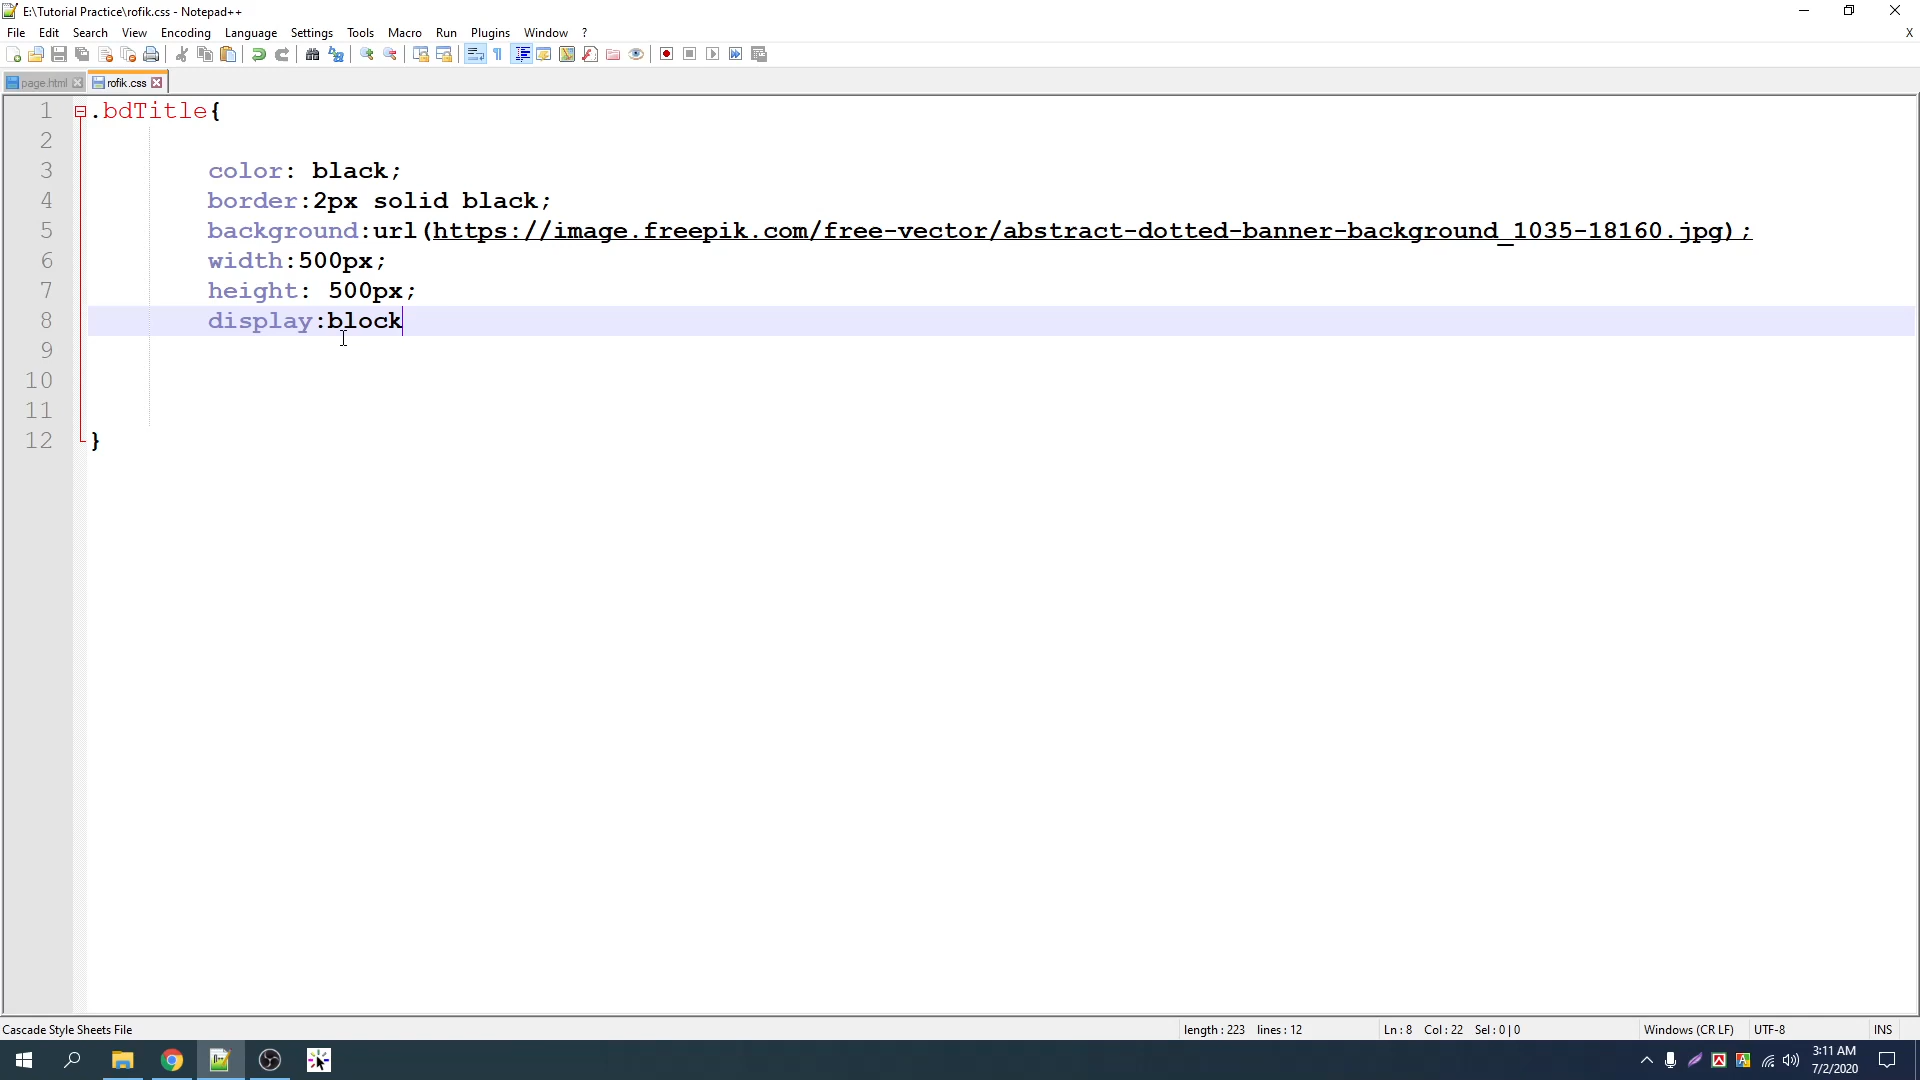 E:\Tutorial Practice\rofik.css - Notepad++
File Edit Search View Encoding Language Settings Tools Macro Run Plugins Window ? X
page.html rofik.css
1 .bdTitle{
2
3 color: black;
4 border:2px solid black;
5 background:url(https://image.freepik.com/free-vector/abstract-dotted-banner-background_1035-18160.jpg);
6 width:500px;
7 height: 500px;
8 display:block
9
10
11
12 }
Cascade Style Sheets File length : 223 lines : 12 Ln : 8 Col : 22 Sel : 0 | 0 Windows (CR LF) UTF-8 INS
3:11 AM
7/2/2020